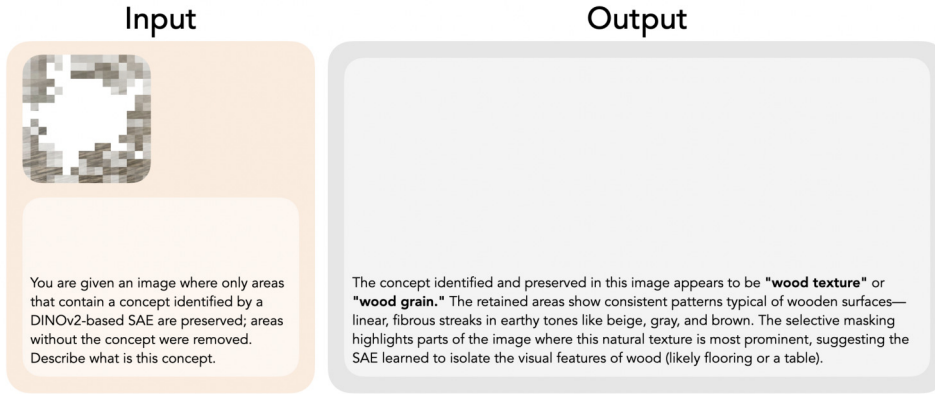 Input
Output
You are given an image where only areas
that contain a concept identified by a
DINOv2-based SAE are preserved; areas
without the concept were removed.
Describe what is this concept.
The concept identified and preserved in this image appears to be "wood texture" or
"wood grain." The retained areas show consistent patterns typical of wooden surfaces—
linear, fibrous streaks in earthy tones like beige, gray, and brown. The selective masking
highlights parts of the image where this natural texture is most prominent, suggesting the
SAE learned to isolate the visual features of wood (likely flooring or a table).